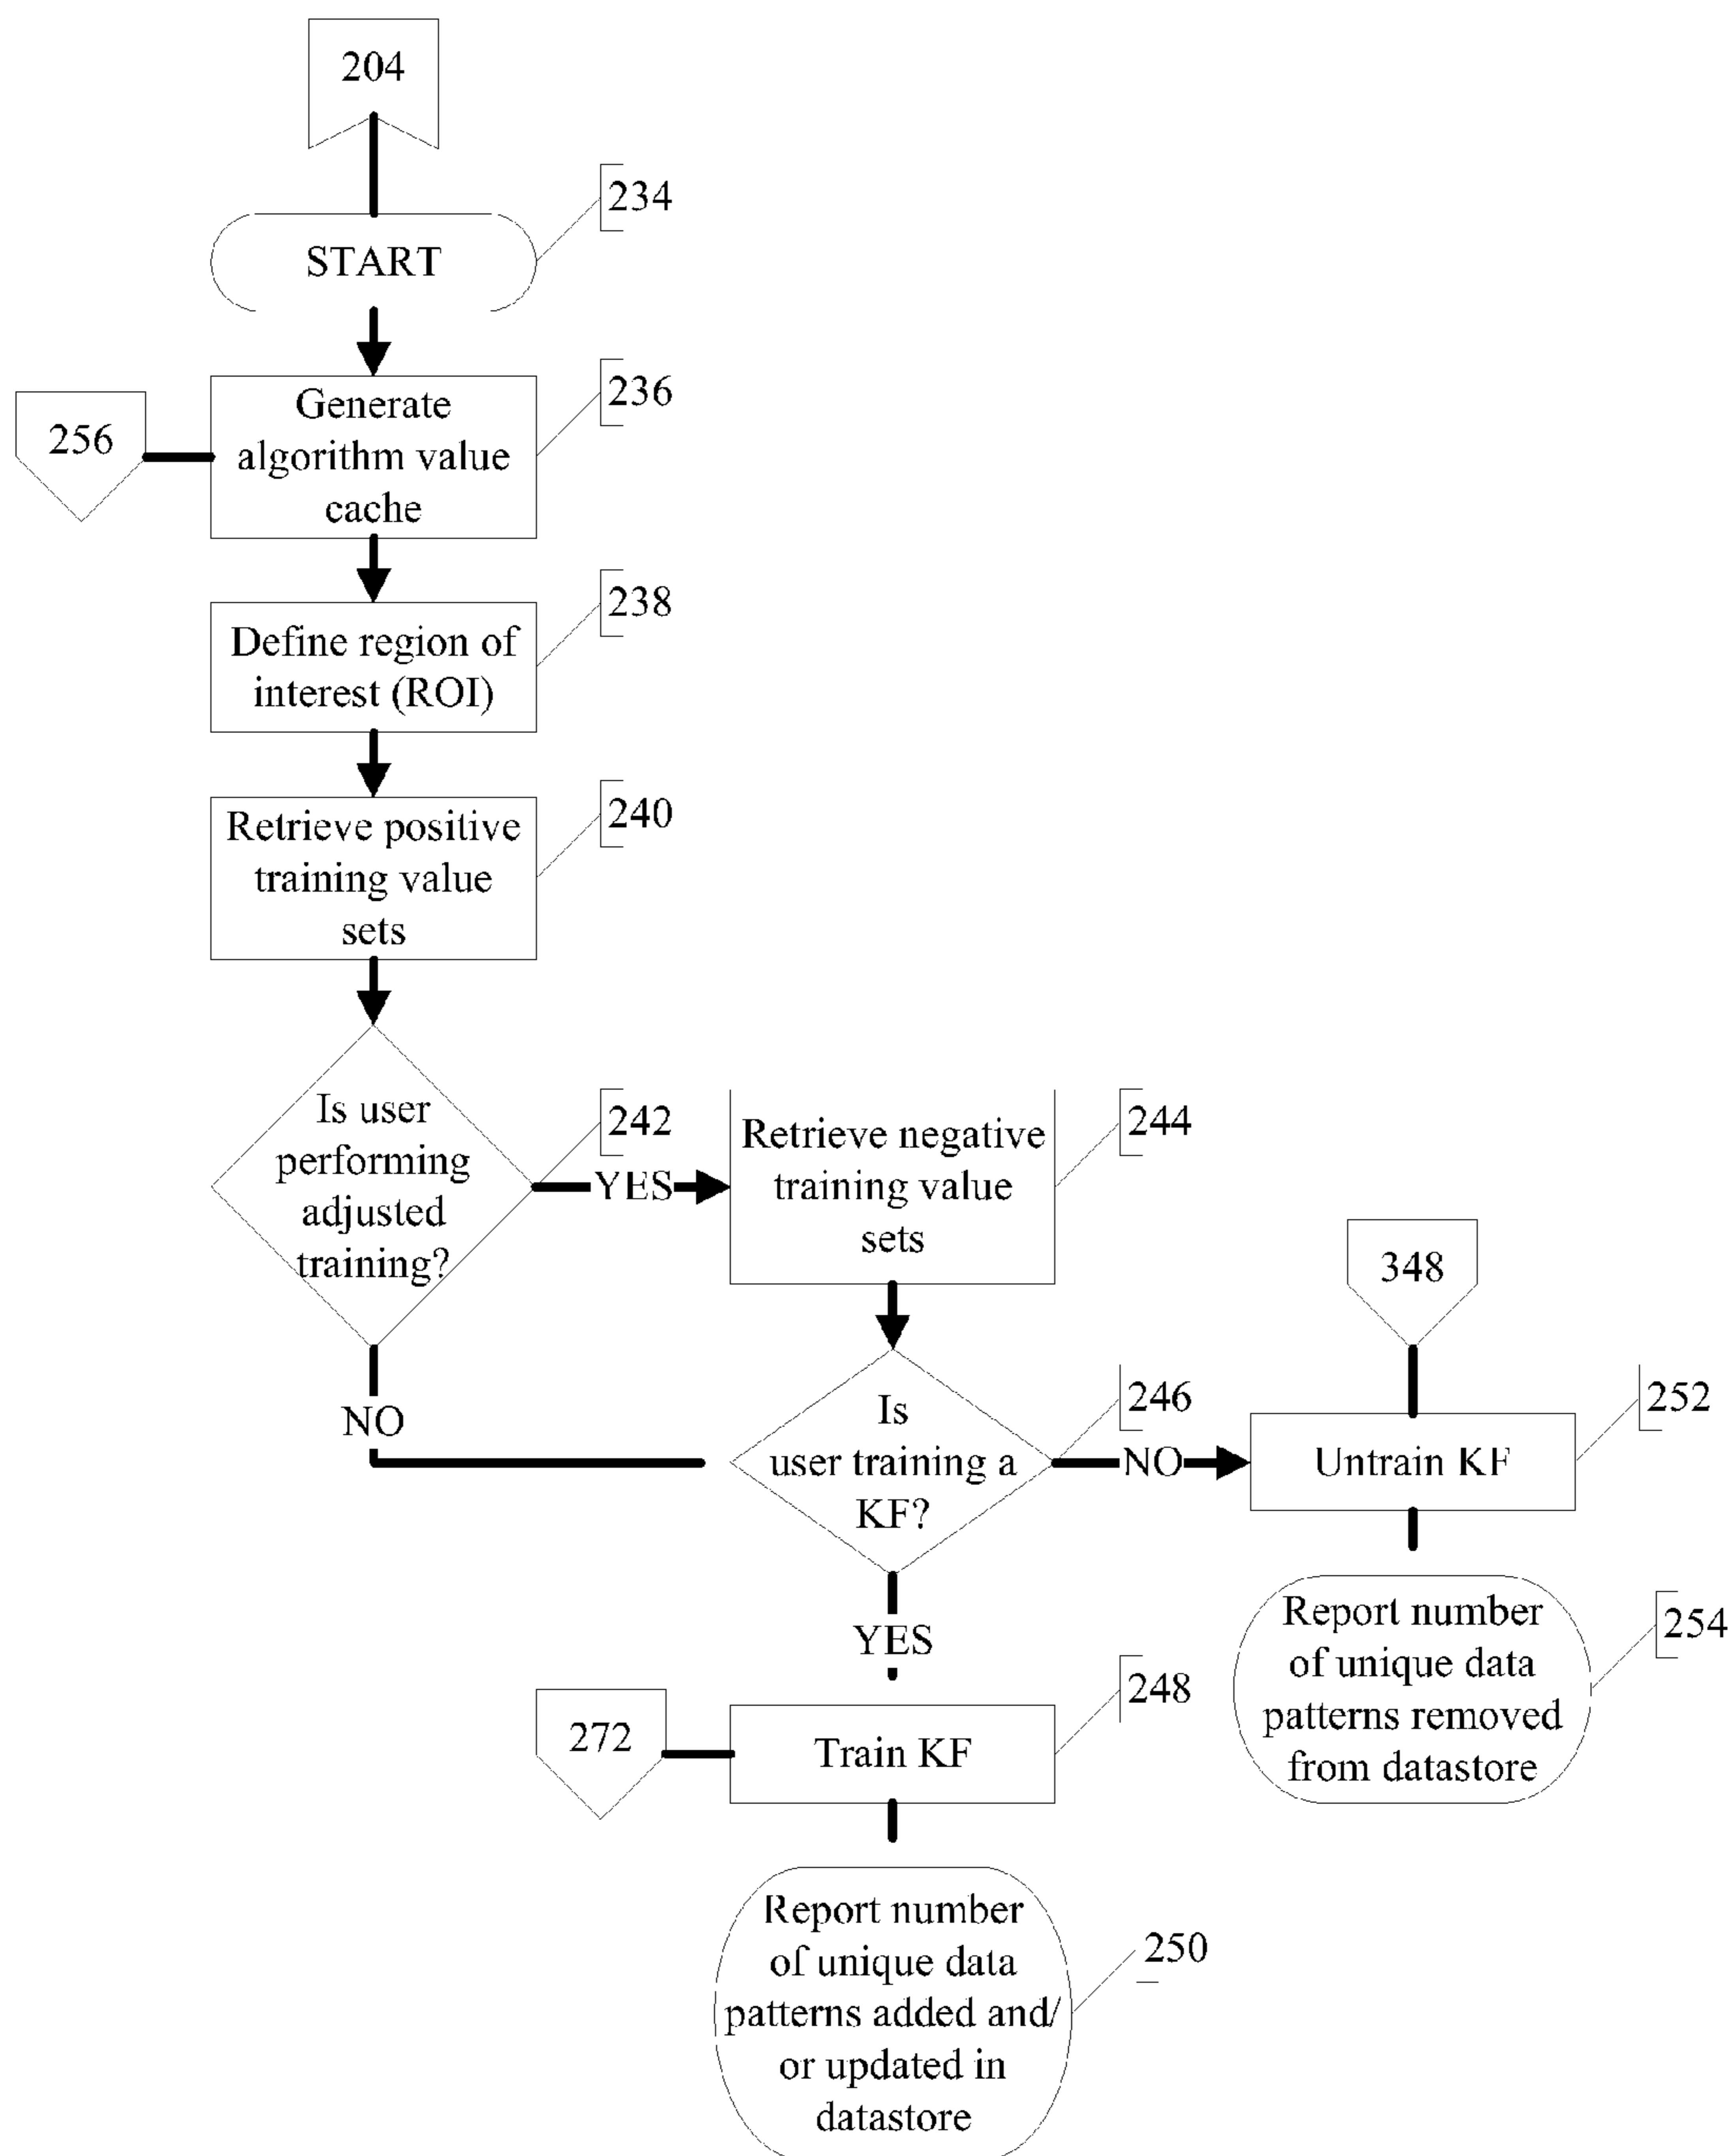 204
START
234
Generate
algorithm value
cache
236
256
Define region of
interest (ROI)
238
Retrieve positive
training value
sets
240
Is user
performing
adjusted
training?
242
YES
NO
Retrieve negative
training value
sets
244
Is
user training a
KF?
246
NO
YES
348
Untrain KF
252
Report number
of unique data
patterns removed
from datastore
254
272
Train KF
248
Report number
of unique data
patterns added and/
or updated in
datastore
250